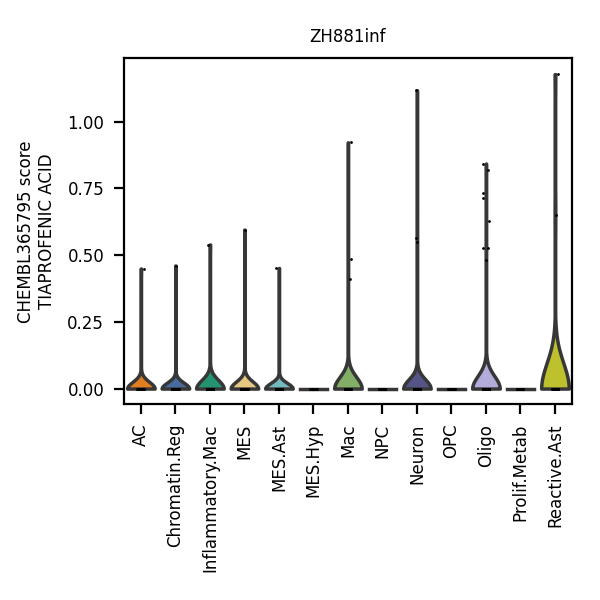 ZH881inf
CHEMBL365795 score
TIAPROFENIC ACID
1.00
0.75
0.50
0.25
0.00
AC
Chromatin.Reg
Inflammatory.Mac
MES
MES.Ast
MES.Hyp
Mac
NPC
Neuron
OPC
Oligo
Prolif.Metab
Reactive.Ast